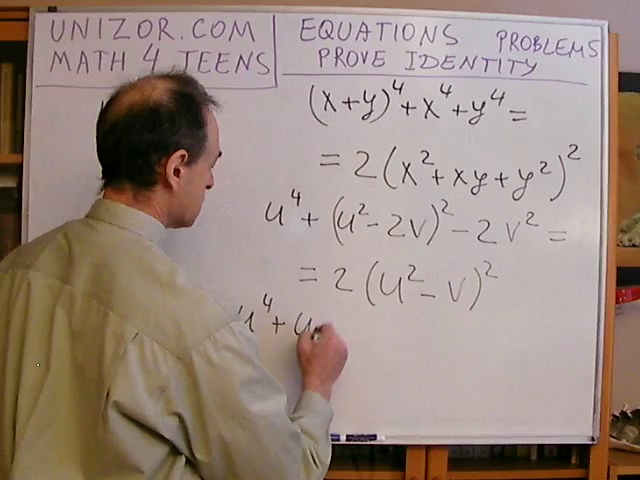 UNIZOR.COM
MATH 4 TEENS
EQUATIONS PROBLEMS
PROVE IDENTITY
(x+y)⁴+x⁴+y⁴=
=2(x²+xy+y²)²
u⁴+(u²-2v)²-2v²=
=2(u²-v)²
u⁴+u